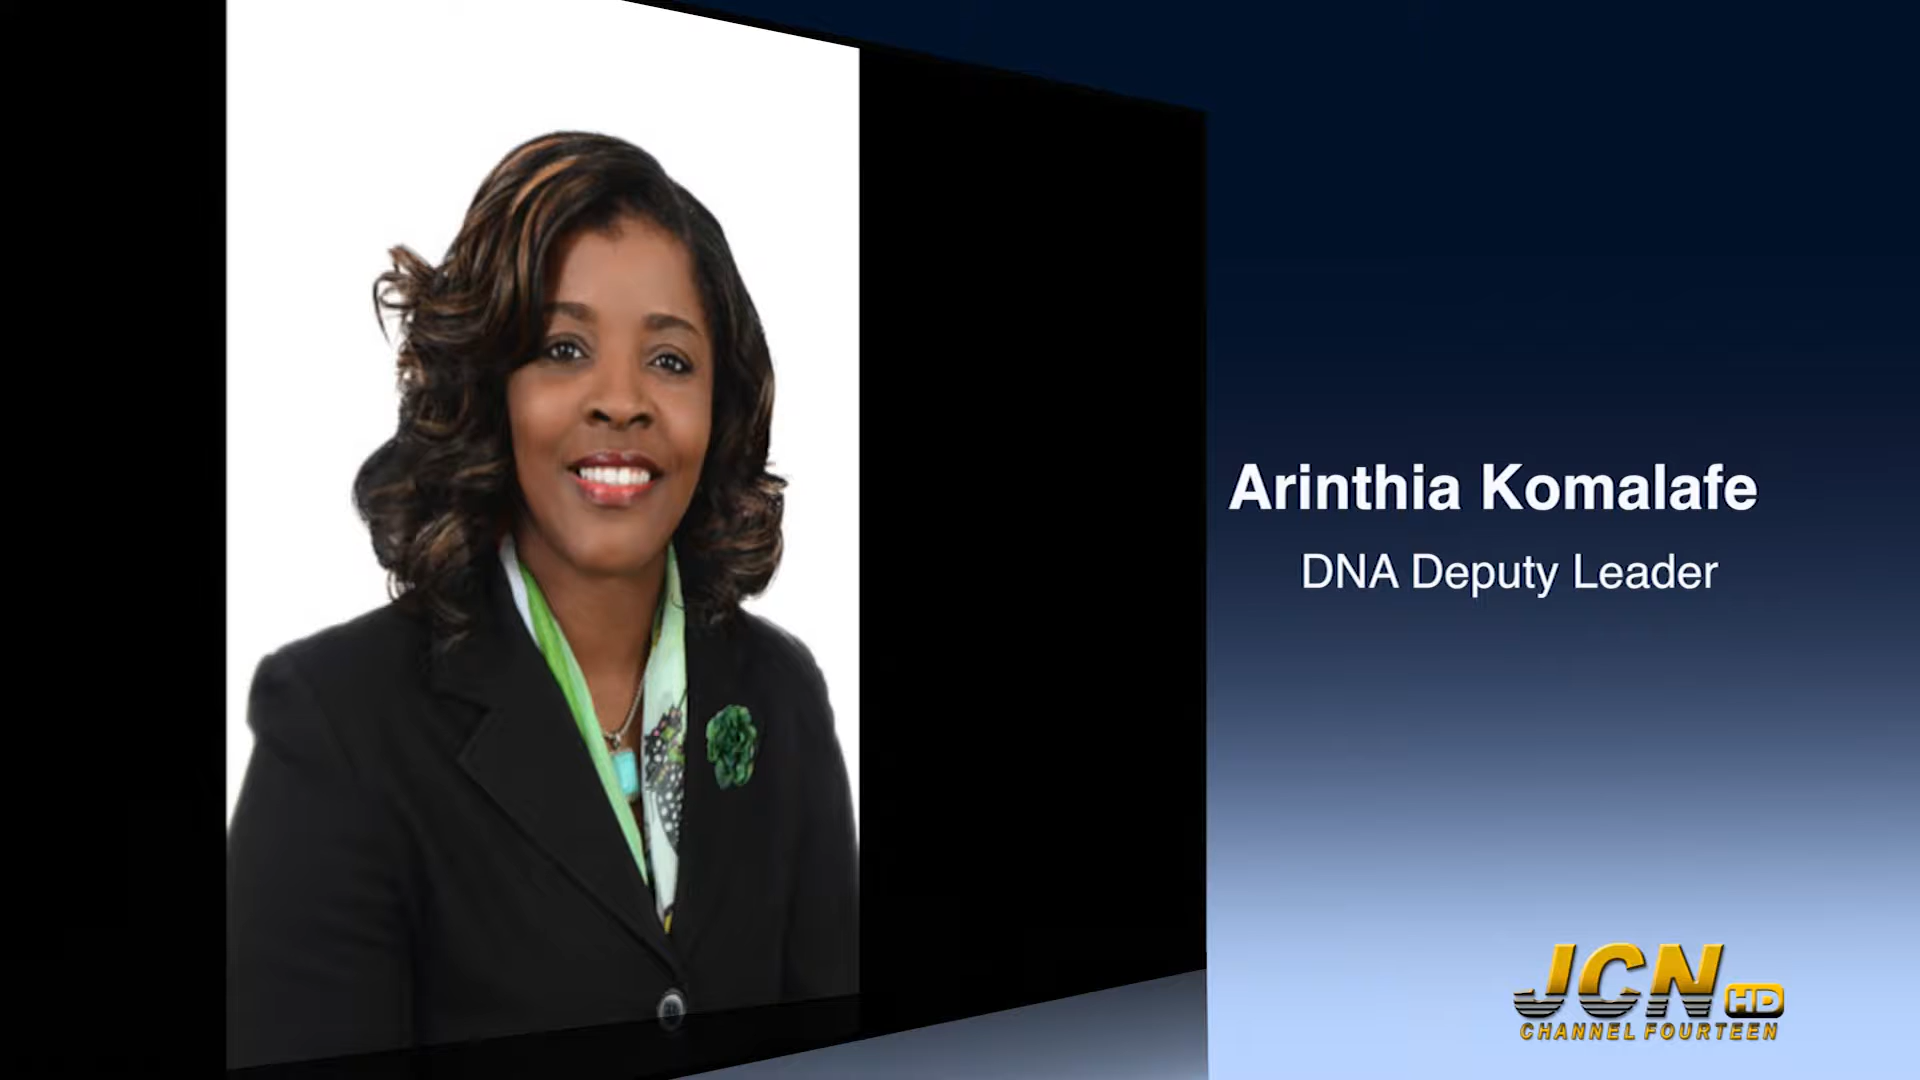 Arinthia Komalafe
DNA Deputy Leader
JCN HD
CHANNEL FOURTEEN